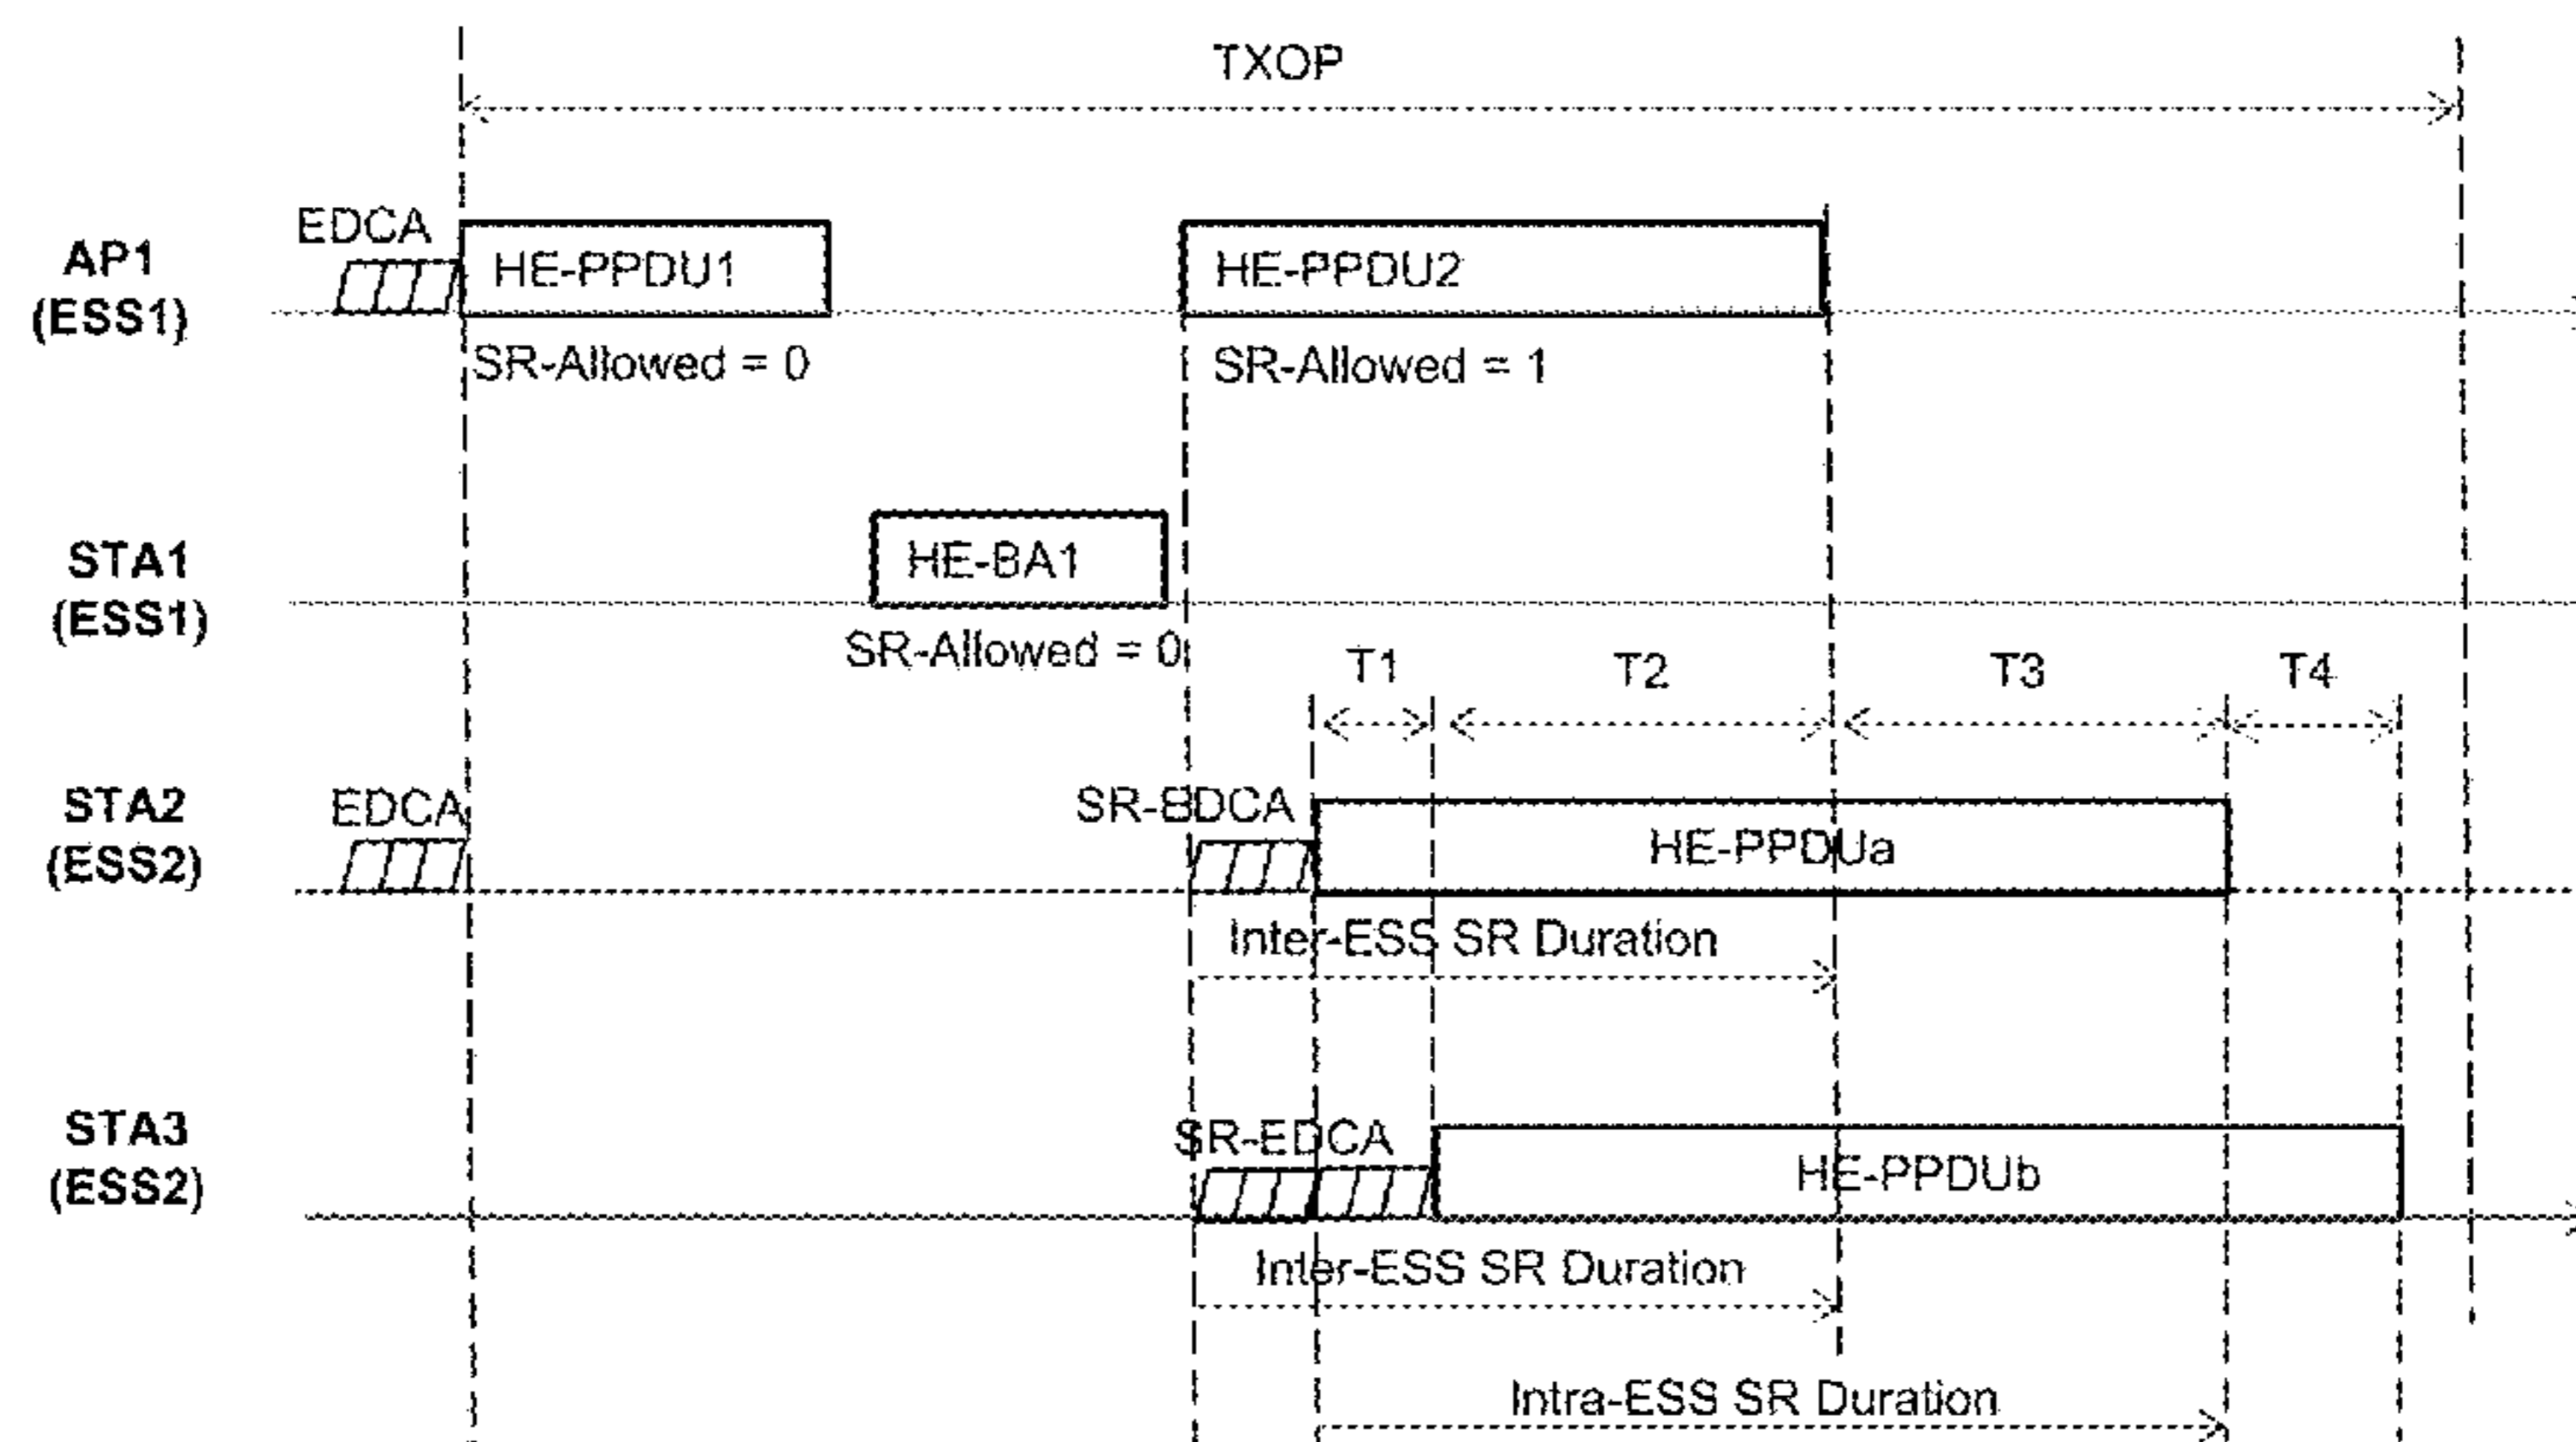 TXOP
EDCA
AP1
(ESS1)
HE-PPDU1
HE-PPDU2
SR-Allowed = 0
SR-Allowed = 1
STA1
(ESS1)
HE-BA1
SR-Allowed = 0
T1
T2
T3
T4
STA2
(ESS2)
EDCA
SR-EDCA
HE-PPDUa
Inter-ESS SR Duration
STA3
(ESS2)
SR-EDCA
HE-PPDUb
Inter-ESS SR Duration
Intra-ESS SR Duration